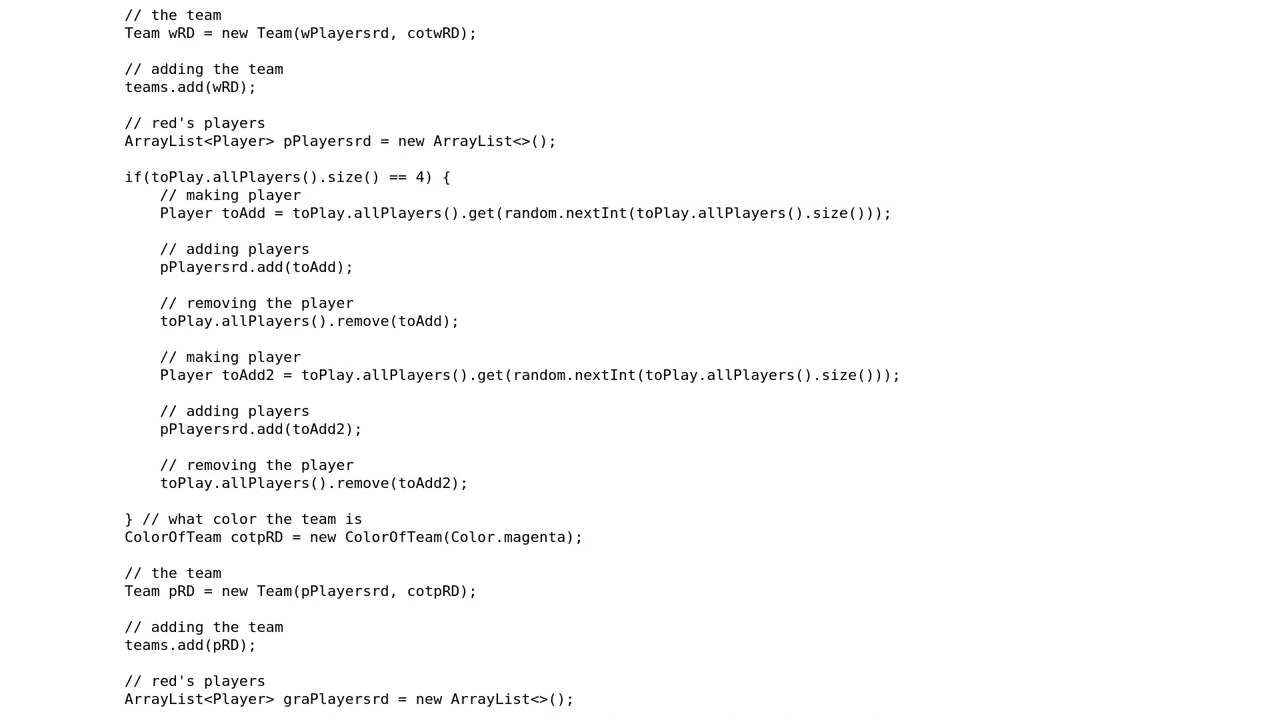 // the team
Team wRD = new Team(wPlayersrd, cotwRD);
// adding the team
teams.add(wRD);
// red's players
ArrayList<Player> pPlayersrd = new ArrayList<>();
if(toPlay.allPlayers().size() == 4) {
// making player
Player toAdd = toPlay.allPlayers().get(random.nextInt(toPlay.allPlayers().size()));
// adding players
pPlayersrd.add(toAdd);
// removing the player
toPlay.allPlayers().remove(toAdd);
// making player
Player toAdd2 = toPlay.allPlayers().get(random.nextInt(toPlay.allPlayers().size()));
// adding players
pPlayersrd.add(toAdd2);
// removing the player
toPlay.allPlayers().remove(toAdd2);
} // what color the team is
ColorOfTeam cotpRD = new ColorOfTeam(Color.magenta);
// the team
Team pRD = new Team(pPlayersrd, cotpRD);
// adding the team
teams.add(pRD);
// red's players
ArrayList<Player> graPlayersrd = new ArrayList<>();